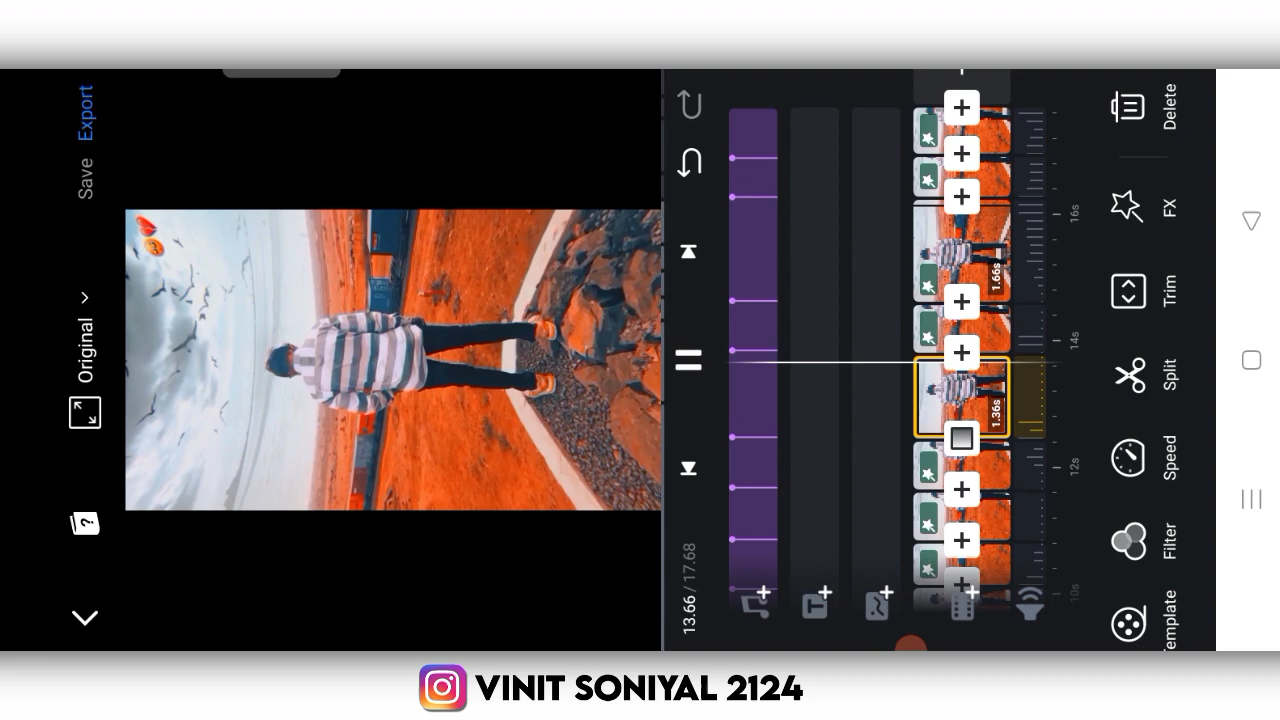 Save Export
Original
13.66 / 17.68
16s
14s
12s
10s
1.66s
1.36s
Delete
FX
Trim
Split
Speed
Filter
emplate
VINIT SONIYAL 2124